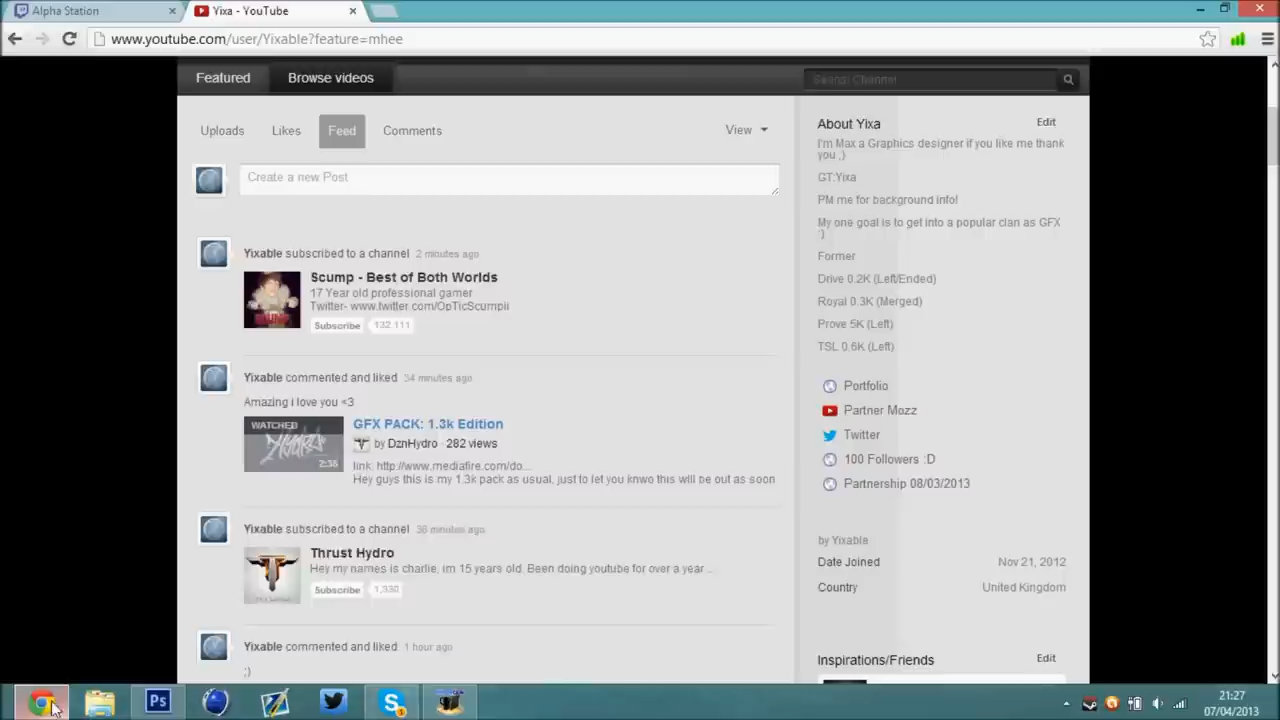 Alpha Station
Yixa - YouTube
www.youtube.com/user/Yixable?feature=mhee
Featured
Browse videos
Search Channel
Uploads
Likes
Feed
Comments
View
Create a new Post
Yixable subscribed to a channel 2 minutes ago
Scump - Best of Both Worlds
17 Year old professional gamer
Twitter- www.twitter.com/OpTicScumpii
Subscribe 132,111
Yixable commented and liked 34 minutes ago
Amazing i love you <3
WATCHED
2:36
GFX PACK: 1.3k Edition
by DznHydro 282 views
link: http://www.mediafire.com/do...
Hey guys this is my 1.3k pack as usual, just to let you knwo this will be out as soon
Yixable subscribed to a channel 36 minutes ago
Thrust Hydro
Hey my names is charlie, im 15 years old. Been doing youtube for over a year ...
Subscribe 1,330
Yixable commented and liked 1 hour ago
;)
About Yixa
Edit
I'm Max a Graphics designer if you like me thank
you ;)
GT:Yixa
PM me for background info!
My one goal is to get into a popular clan as GFX
:)
Former
Drive 0.2K (Left/Ended)
Royal 0.3K (Merged)
Prove 5K (Left)
TSL 0.6K (Left)
Portfolio
Partner Mozz
Twitter
100 Followers :D
Partnership 08/03/2013
by Yixable
Date Joined Nov 21, 2012
Country United Kingdom
Inspirations/Friends
Edit
Ps
21:27
07/04/2013